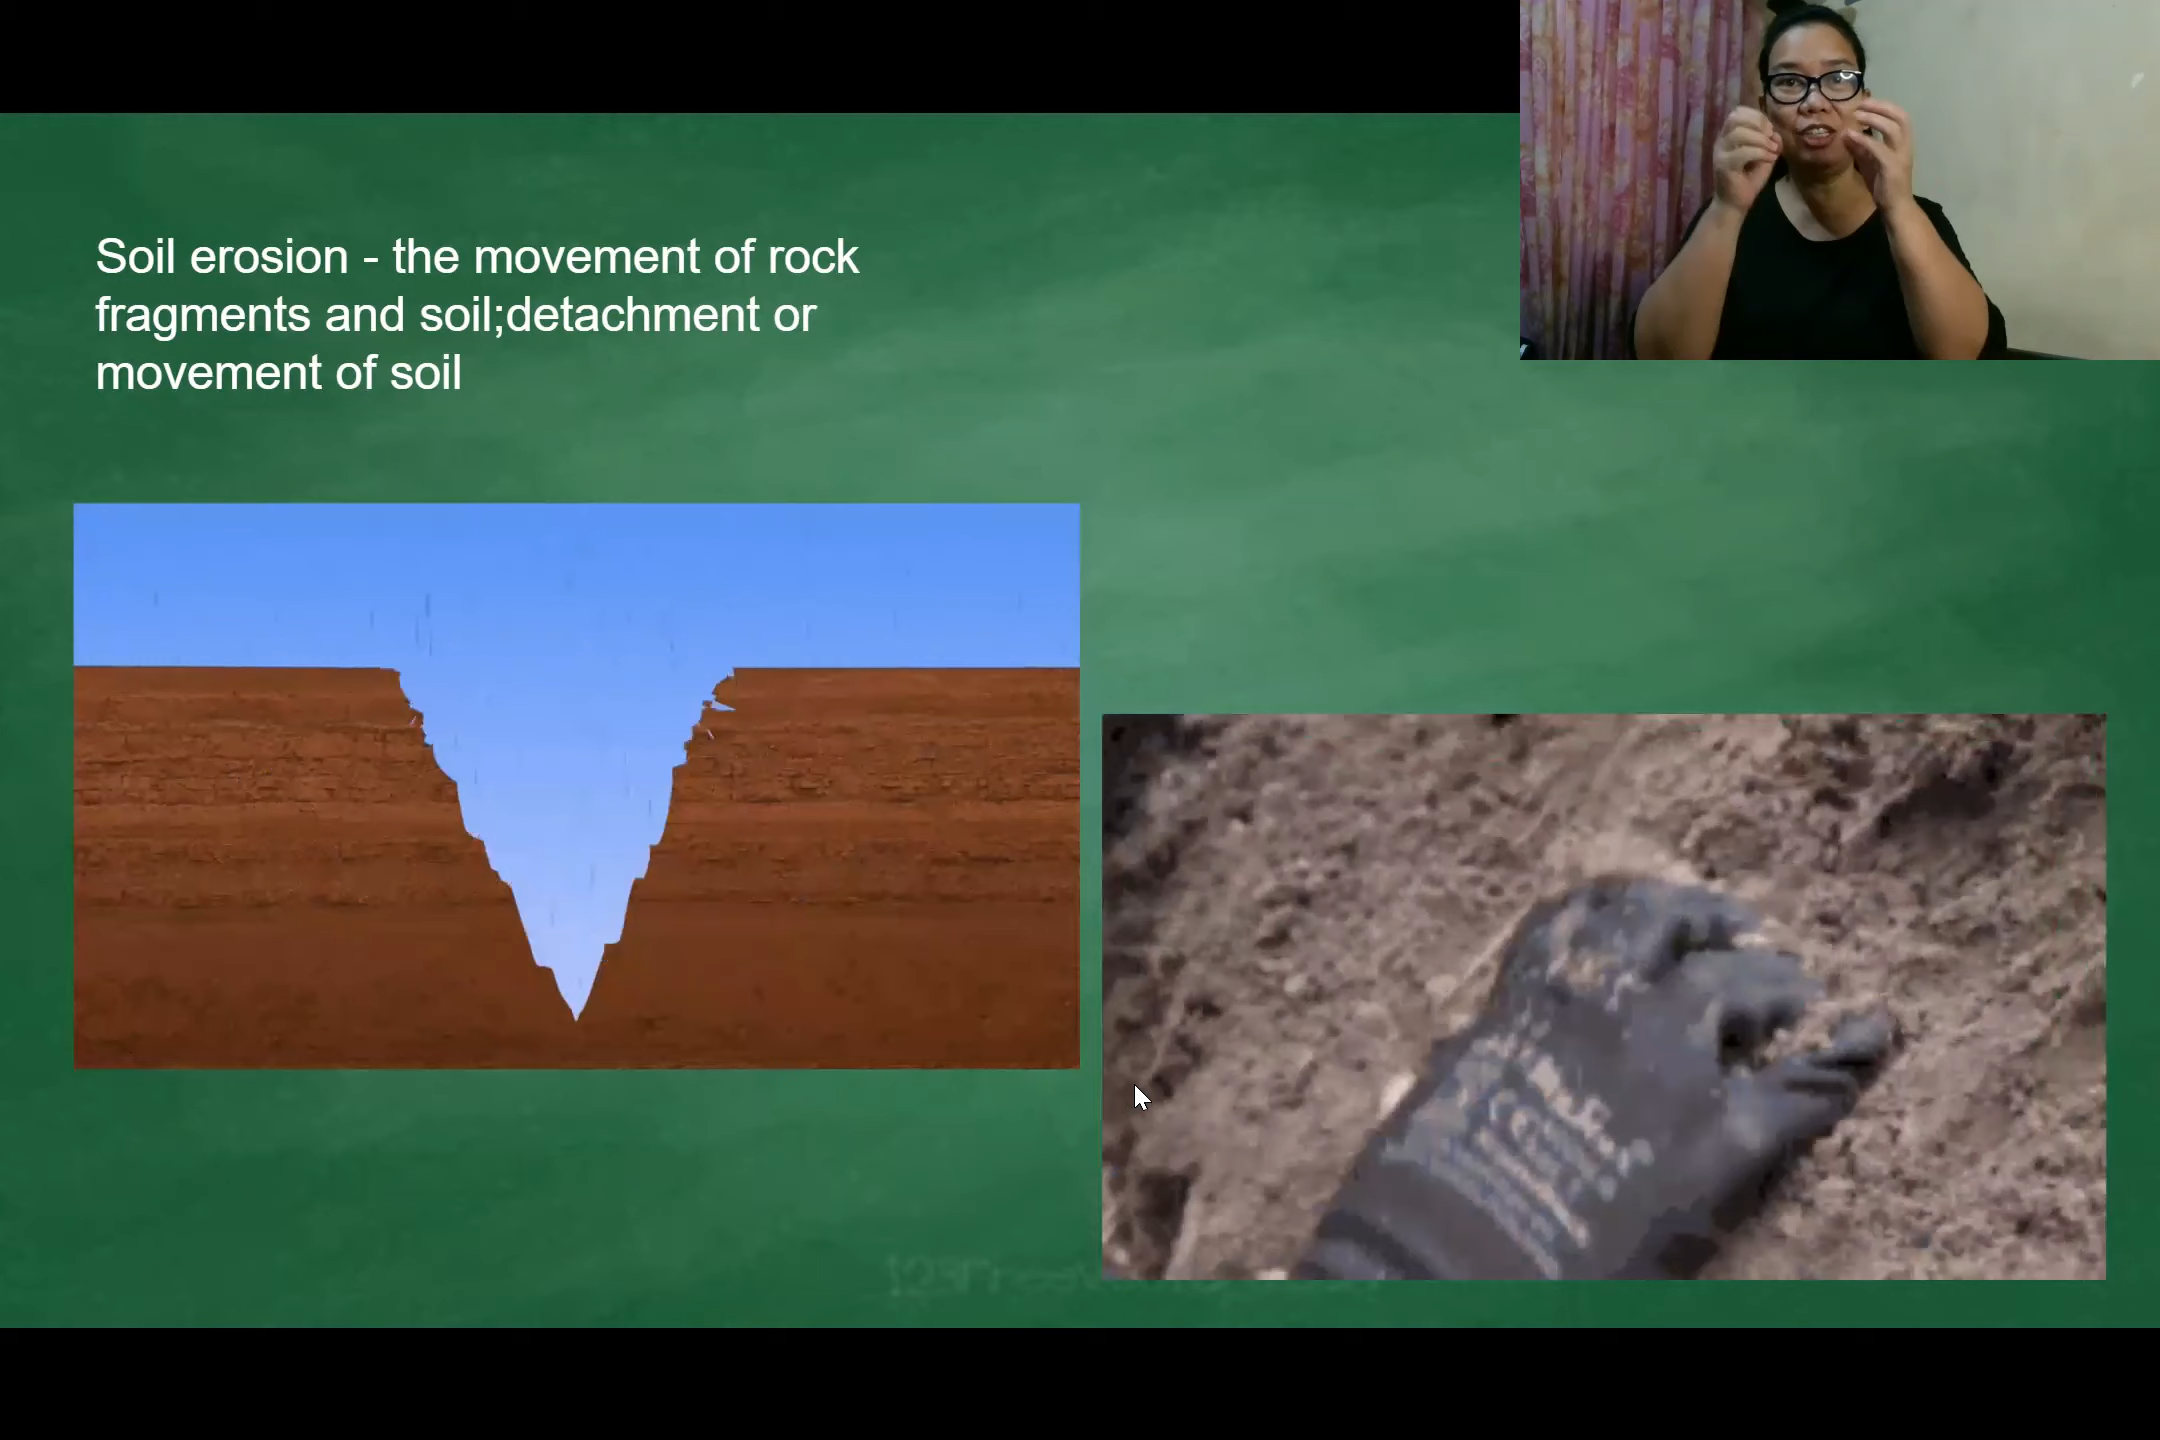 Soil erosion - the movement of rock
fragments and soil;detachment or
movement of soil